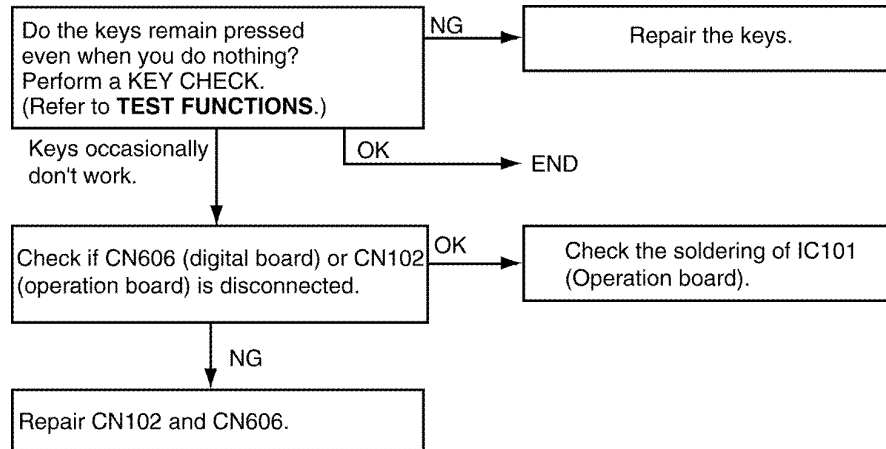 Do the keys remain pressed
even when you do nothing?
Perform a KEY CHECK.
(Refer to TEST FUNCTIONS.)
NG
Repair the keys.
Keys occasionally
don't work.
OK
END
Check if CN606 (digital board) or CN102
(operation board) is disconnected.
OK
Check the soldering of IC101
(Operation board).
NG
Repair CN102 and CN606.